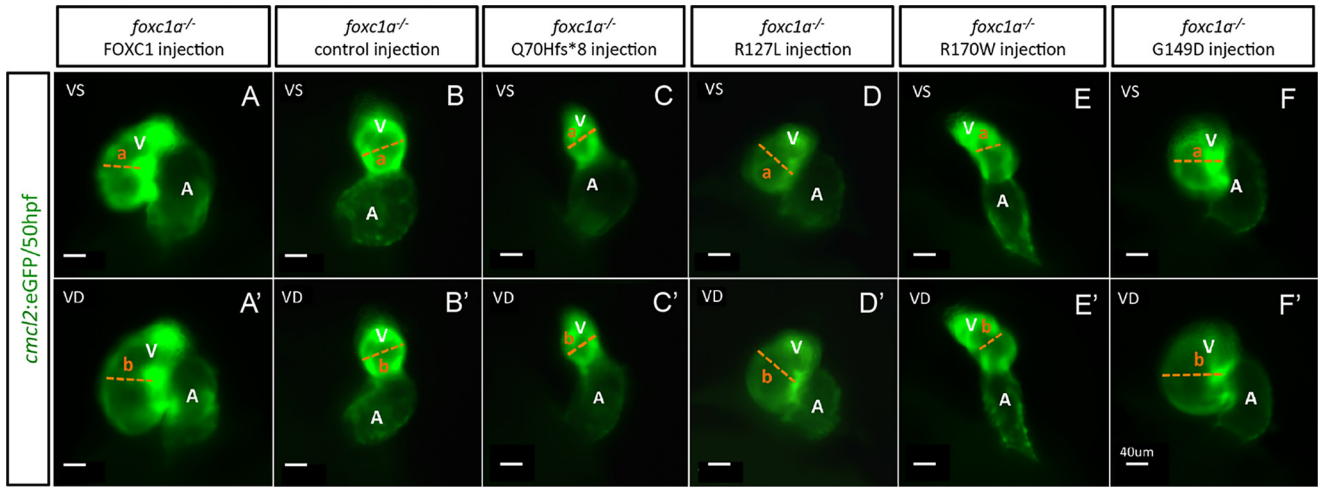 foxc1a-/-
FOXC1 injection
foxc1a-/-
control injection
foxc1a-/-
Q70Hfs*8 injection
foxc1a-/-
R127L injection
foxc1a-/-
R170W injection
foxc1a-/-
G149D injection
cmcl2:eGFP/50hpf
VS
A
V
a
A
VS
B
V
a
A
VS
C
V
a
A
VS
D
V
a
A
VS
E
V
a
A
VS
F
V
a
A
VD
A'
V
b
A
VD
B'
V
b
A
VD
C'
V
b
A
VD
D'
V
b
A
VD
E'
V
b
A
VD
F'
V
b
A
40um